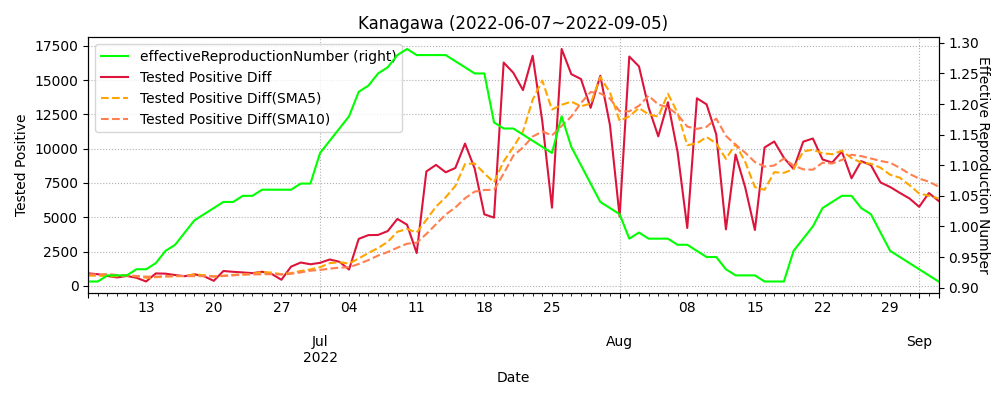 Kanagawa (2022-06-07~2022-09-05)
effectiveReproductionNumber (right)
Tested Positive Diff
Tested Positive Diff(SMA5)
Tested Positive Diff(SMA10)
Tested Positive
17500
15000
12500
10000
7500
5000
2500
0
1.30
1.25
1.20
1.15
1.10
1.05
1.00
0.95
0.90
Effective Reproduction Number
13 20 27 04 11 18 25 08 15 22 29
Jul Aug Sep
2022
Date